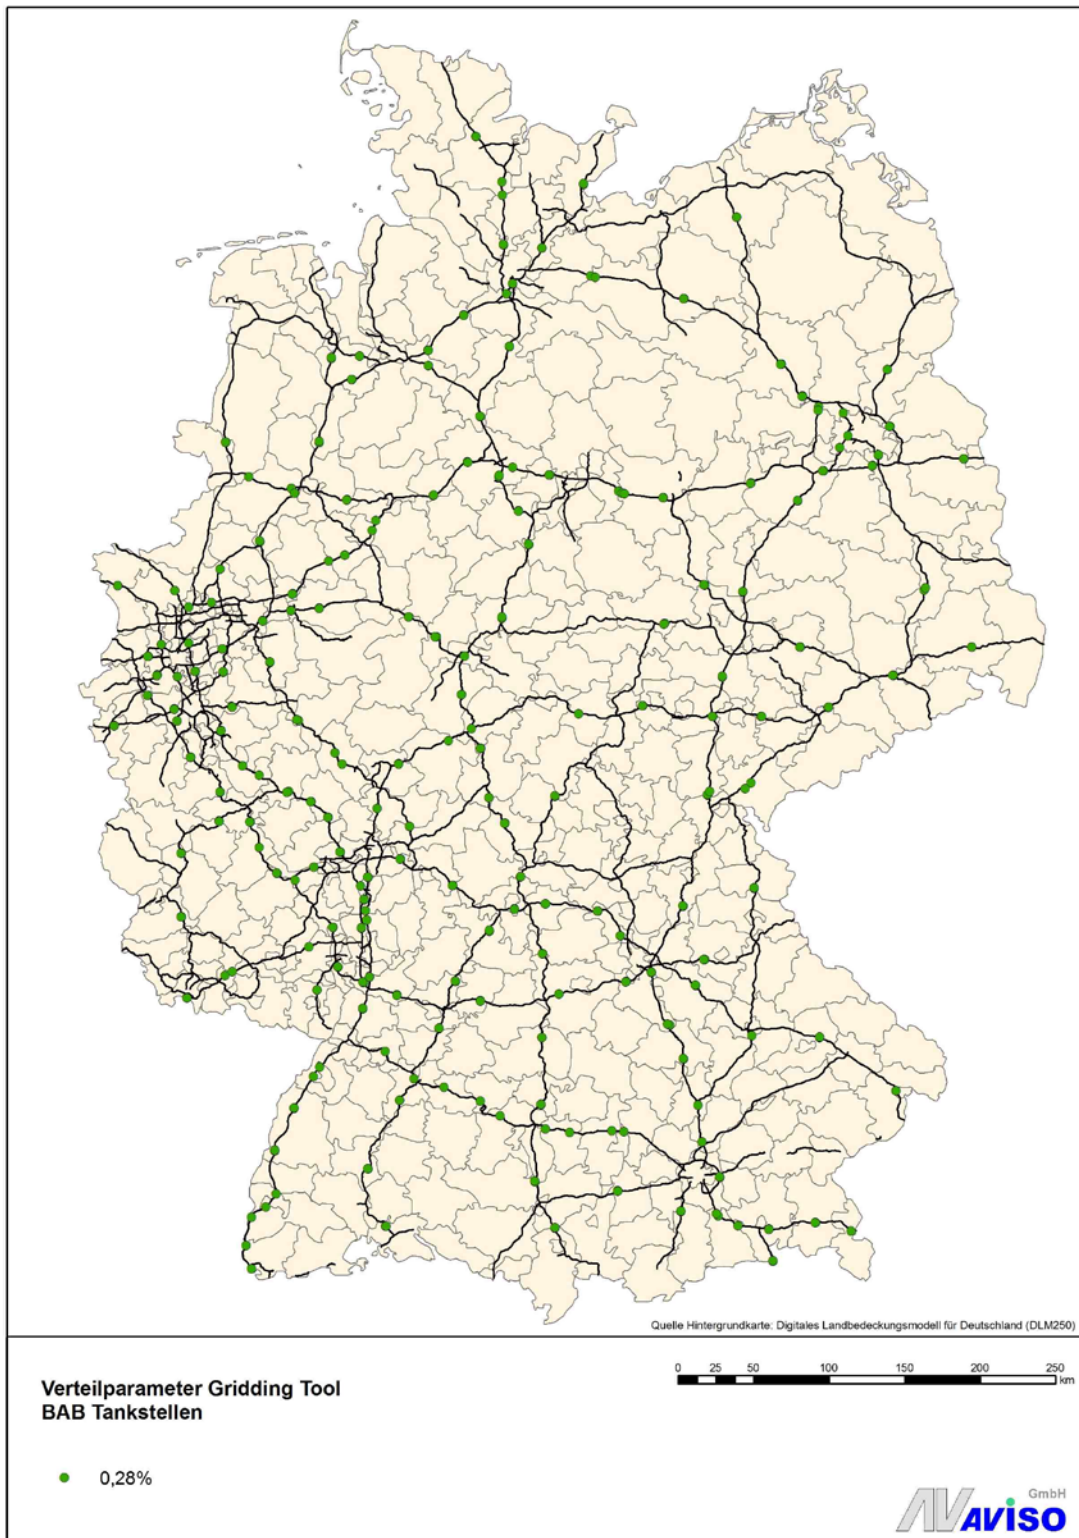 Quelle Hintergrundkarte: Digitales Landbedeckungsmodell für Deutschland (DLM250)
Verteilparameter Gridding Tool
BAB Tankstellen
0 25 50 100 150 200 250
km
0,28%
GmbH
AVISO